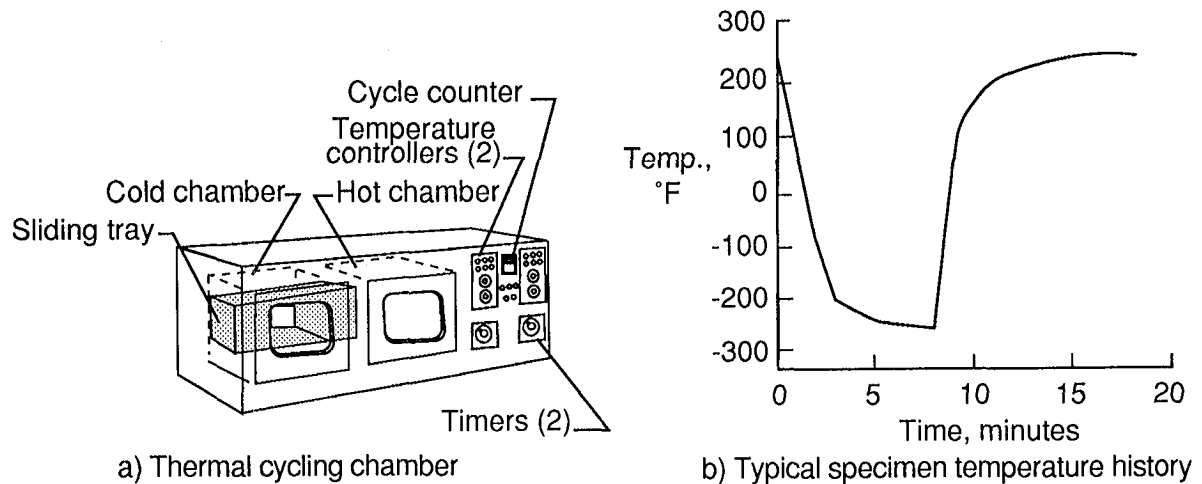 Cycle counter
Temperature
controllers (2)
Cold chamber
Hot chamber
Sliding tray
Timers (2)
a) Thermal cycling chamber
300
200
100
0
-100
-200
-300
Temp.,
°F
0
5
10
15
20
Time, minutes
b) Typical specimen temperature history